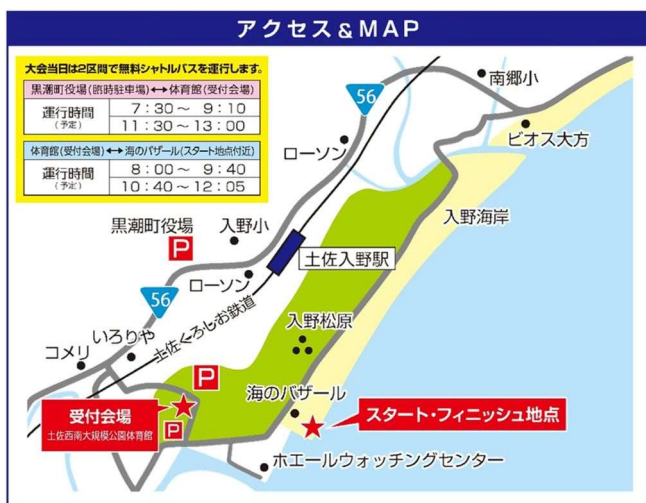 アクセス&MAP
大会当日は2区間で無料シャトルバスを運行します。
黒潮町役場(臨時駐車場)⟷体育館(受付会場)
運行時間
(予定)
7:30～ 9:10
11:30～13:00
体育館(受付会場)⟷海のバザール(スタート地点付近)
運行時間
(予定)
8:00～ 9:40
10:40～12:05
56
南郷小
ビオス大方
ローソン
入野海岸
黒潮町役場
P
入野小
土佐入野駅
ローソン
56
土佐くろしお鉄道
いろりや
コメリ
入野松原
P
海のバザール
受付会場
土佐西南大規模公園体育館
P
スタート・フィニッシュ地点
ホエールウォッチングセンター